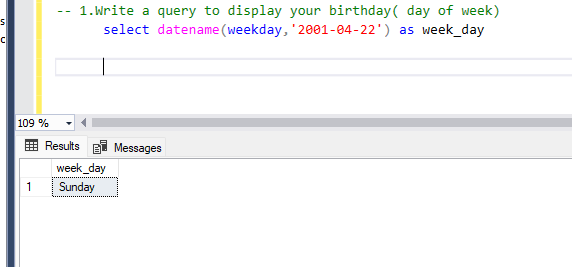 s
c
-- 1.Write a query to display your birthday( day of week)
select datename(weekday,'2001-04-22') as week_day
109 %
Results Messages
week_day
1 Sunday